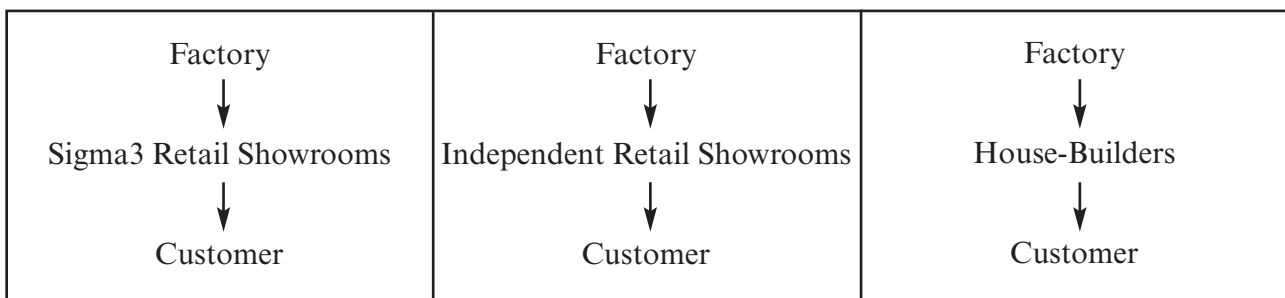 Factory
Sigma3 Retail Showrooms
Customer
Factory
Independent Retail Showrooms
Customer
Factory
House-Builders
Customer